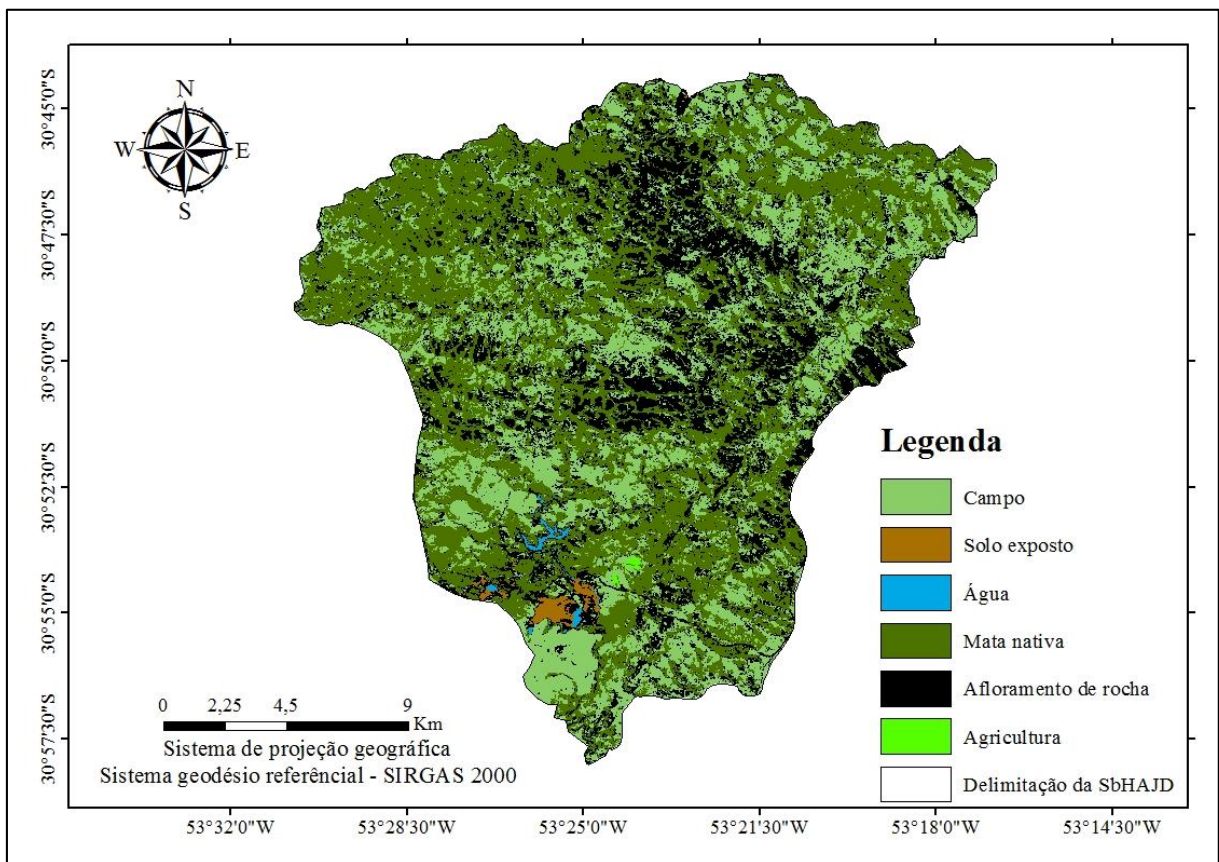 N
W E
S
30°45'0"S
30°47'30"S
30°50'0"S
30°52'30"S
30°55'0"S
30°57'30"S
Legenda
Campo
Solo exposto
Água
Mata nativa
Afloramento de rocha
Agricultura
Delimitação da SbHAJD
0 2,25 4,5 9
Km
Sistema de projeção geográfica
Sistema geodésio referêncial - SIRGAS 2000
53°32'0"W 53°28'30"W 53°25'0"W 53°21'30"W 53°18'0"W 53°14'30"W